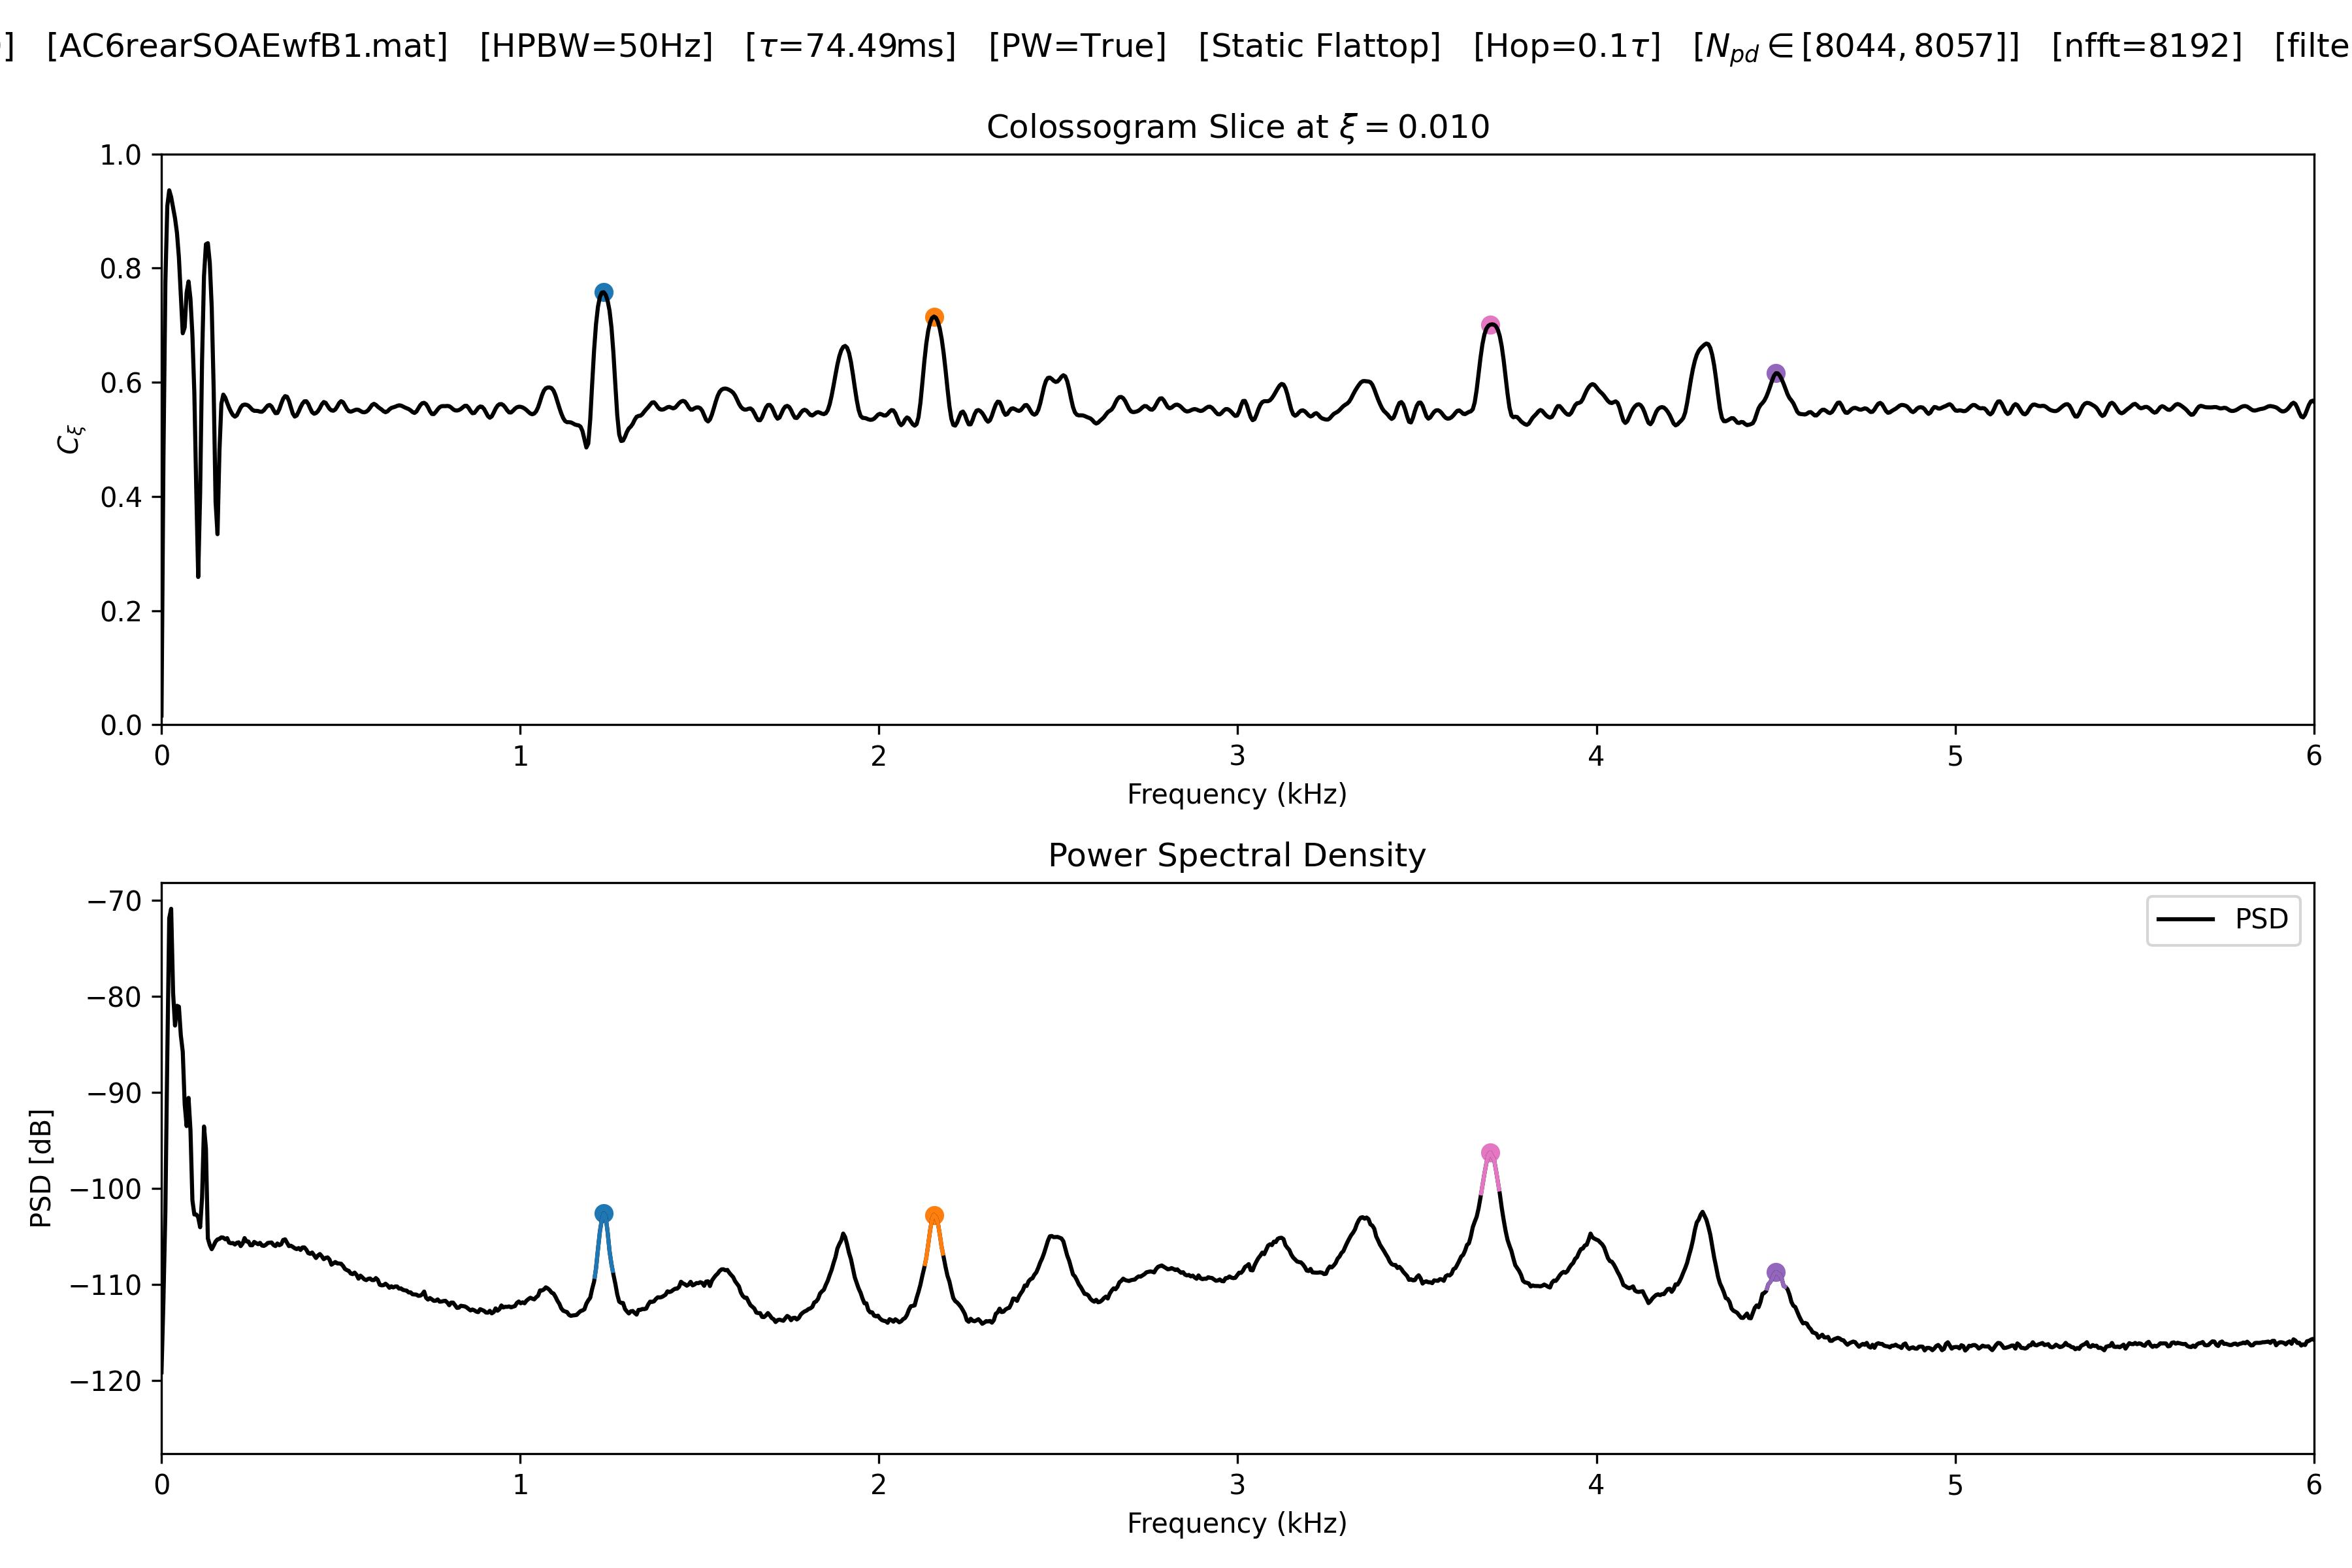 ] [AC6rearSOAEwfB1.mat] [HPBW=50Hz] [τ=74.49ms] [PW=True] [Static Flattop] [Hop=0.1τ] [N_pd ∈ [8044, 8057]] [nfft=8192] [filte
Colossogram Slice at ξ = 0.010
1.0
0.8
0.6
0.4
0.2
0.0
C_ξ
0 1 2 3 4 5 6
Frequency (kHz)
Power Spectral Density
−70
−80
−90
−100
−110
−120
PSD [dB]
PSD
0 1 2 3 4 5 6
Frequency (kHz)